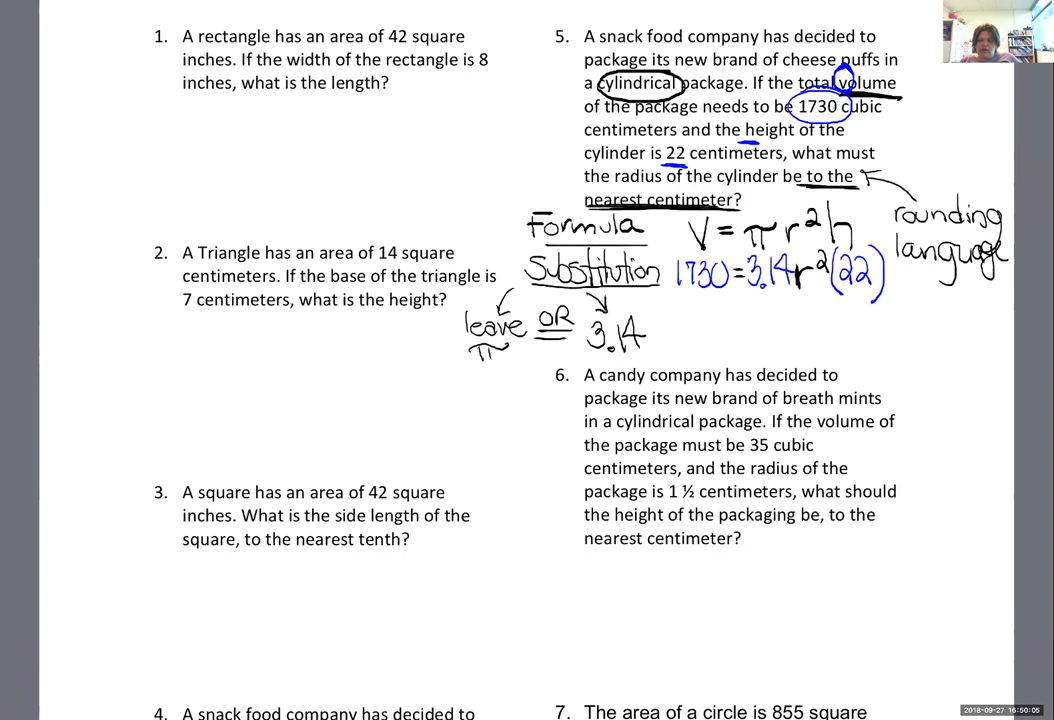 1. A rectangle has an area of 42 square
inches. If the width of the rectangle is 8
inches, what is the length?
2. A Triangle has an area of 14 square
centimeters. If the base of the triangle is
7 centimeters, what is the height?
3. A square has an area of 42 square
inches. What is the side length of the
square, to the nearest tenth?
4. A snack food company has decided to
5. A snack food company has decided to
package its new brand of cheese puffs in
a cylindrical package. If the total volume
of the package needs to be 1730 cubic
centimeters and the height of the
cylinder is 22 centimeters, what must
the radius of the cylinder be to the
nearest centimeter?
rounding
language
Formula V = πr²h
Substitution 1730 = 3.14r²(22)
leave OR 3.14
π
6. A candy company has decided to
package its new brand of breath mints
in a cylindrical package. If the volume of
the package must be 35 cubic
centimeters, and the radius of the
package is 1 ½ centimeters, what should
the height of the packaging be, to the
nearest centimeter?
7. The area of a circle is 855 square
2018-09-27 16:50:05